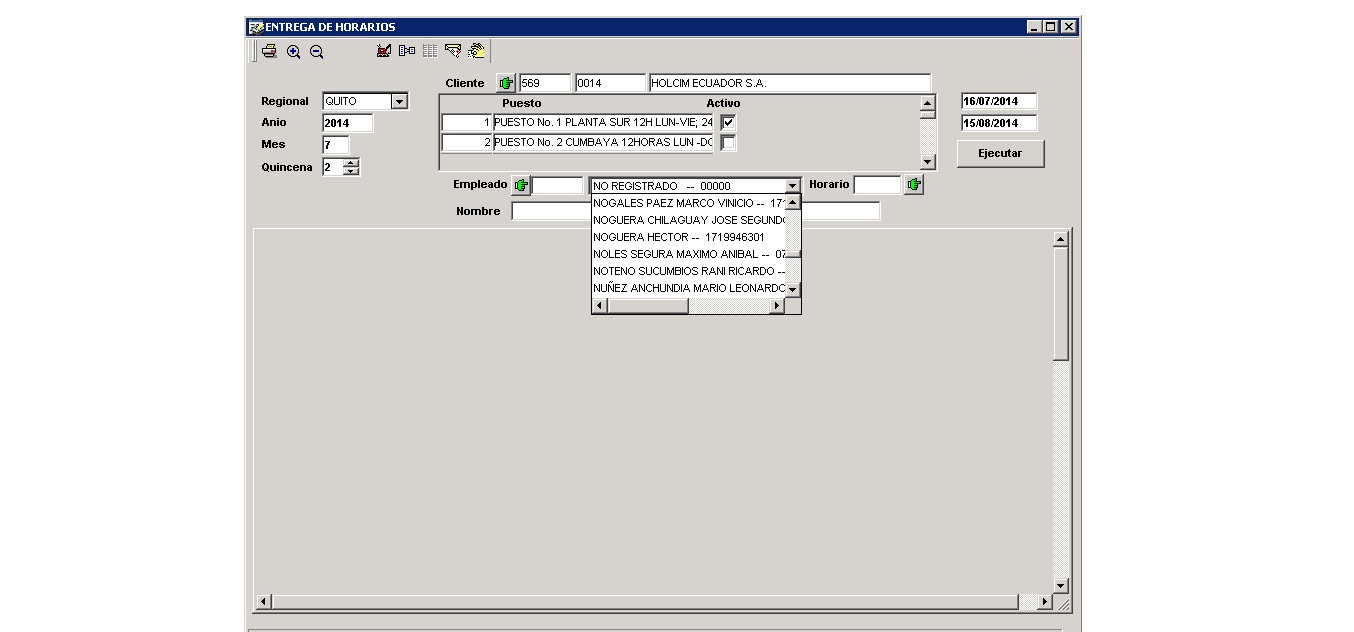 ENTREGA DE HORARIOS
Cliente 569 0014 HOLCIM ECUADOR S.A.
Regional QUITO
Anio 2014
Mes 7
Quincena 2
Puesto Activo
1 PUESTO No. 1 PLANTA SUR 12H LUN-VIE; 24
2 PUESTO No. 2 CUMBAYA 12HORAS LUN -DO
16/07/2014
15/08/2014
Ejecutar
Empleado NO REGISTRADO -- 00000 Horario
Nombre
NOGALES PAEZ MARCO VINICIO -- 171
NOGUERA CHILAGUAY JOSE SEGUNDO
NOGUERA HECTOR -- 1719946301
NOLES SEGURA MAXIMO ANIBAL -- 07
NOTENO SUCUMBIOS RANI RICARDO --
NUÑEZ ANCHUNDIA MARIO LEONARDO